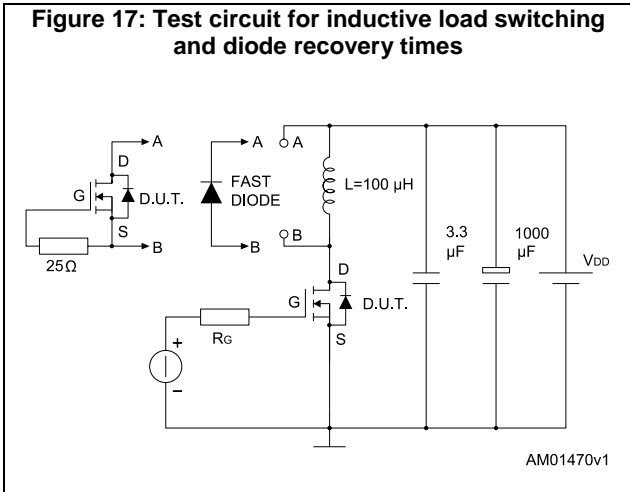 Figure 17: Test circuit for inductive load switching
and diode recovery times
A
D
G
D.U.T.
S
B
25Ω
A
FAST
DIODE
B
A
L=100 µH
B
D
G
D.U.T.
S
RG
+
−
3.3
µF
1000
µF
VDD
AM01470v1